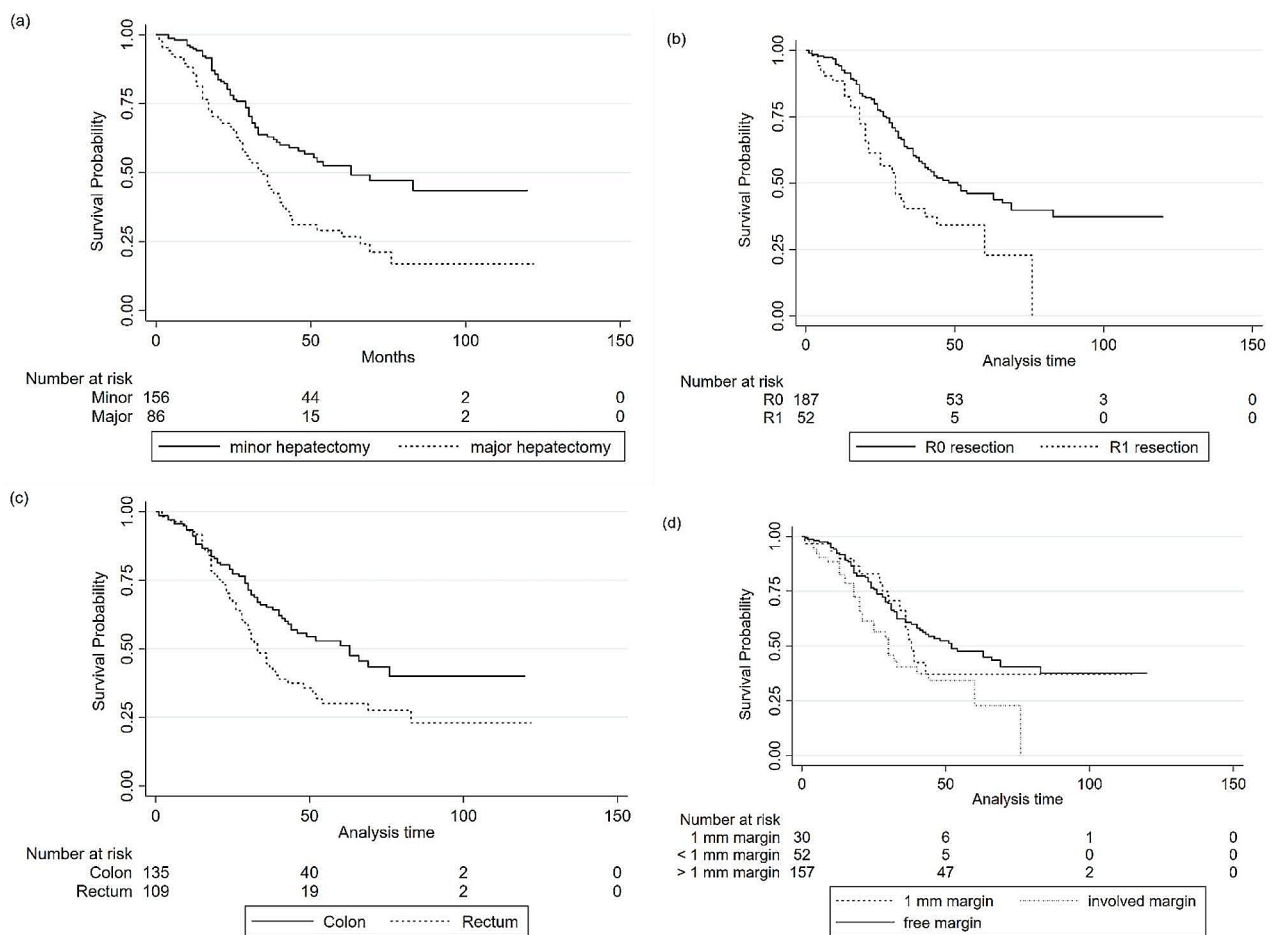 (a)
Survival Probability
1.00
0.75
0.50
0.25
0.00
0 50 100 150
Months
Number at risk
Minor 156 44 2 0
Major 86 15 2 0
minor hepatectomy major hepatectomy
(b)
Survival Probability
1.00
0.75
0.50
0.25
0.00
0 50 100 150
Analysis time
Number at risk
R0 187 53 3 0
R1 52 5 0 0
R0 resection R1 resection
(c)
Survival Probability
1.00
0.75
0.50
0.25
0.00
0 50 100 150
Analysis time
Number at risk
Colon 135 40 2 0
Rectum 109 19 2 0
Colon Rectum
(d)
Survival Probability
1.00
0.75
0.50
0.25
0.00
0 50 100 150
Analysis time
Number at risk
1 mm margin 30 6 1 0
< 1 mm margin 52 5 0 0
> 1 mm margin 157 47 2 0
1 mm margin involved margin
free margin